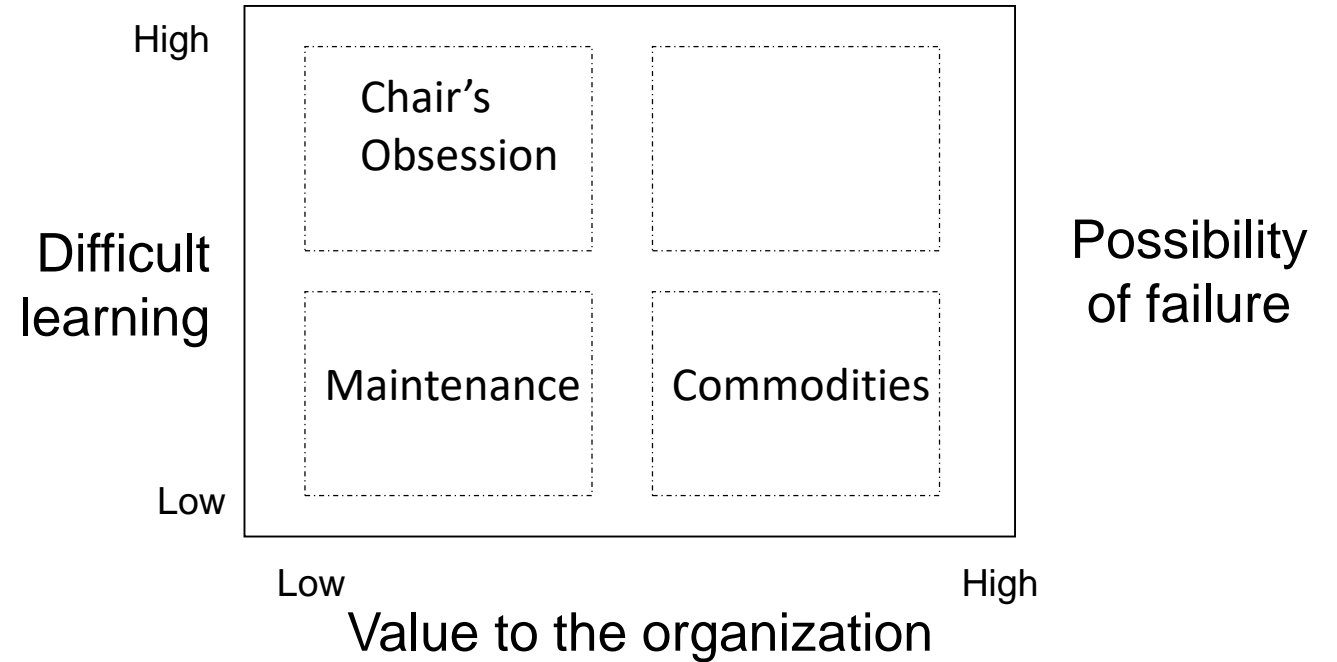 High
Chair’s
Obsession
Difficult
learning
Possibility
of failure
Maintenance
Commodities
Low
Low
High
Value to the organization